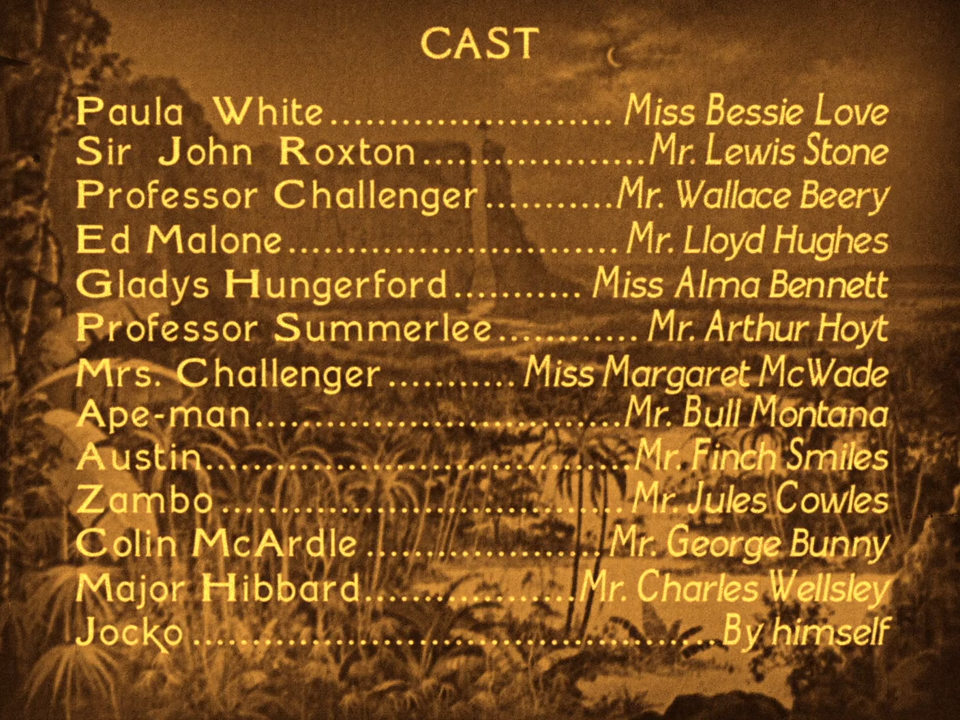 CAST
Paula White........................ Miss Bessie Love
Sir John Roxton...................Mr. Lewis Stone
Professor Challenger...........Mr. Wallace Beery
Ed Malone............................ Mr. Lloyd Hughes
Gladys Hungerford........... Miss Alma Bennett
Professor Summerlee............ Mr. Arthur Hoyt
Mrs. Challenger........... Miss Margaret McWade
Ape-man...............................Mr. Bull Montana
Austin....................................Mr. Finch Smiles
Zambo..................................Mr. Jules Cowles
Colin McArdle....................Mr. George Bunny
Major Hibbard..................Mr. Charles Wellsley
Jocko............................................By himself